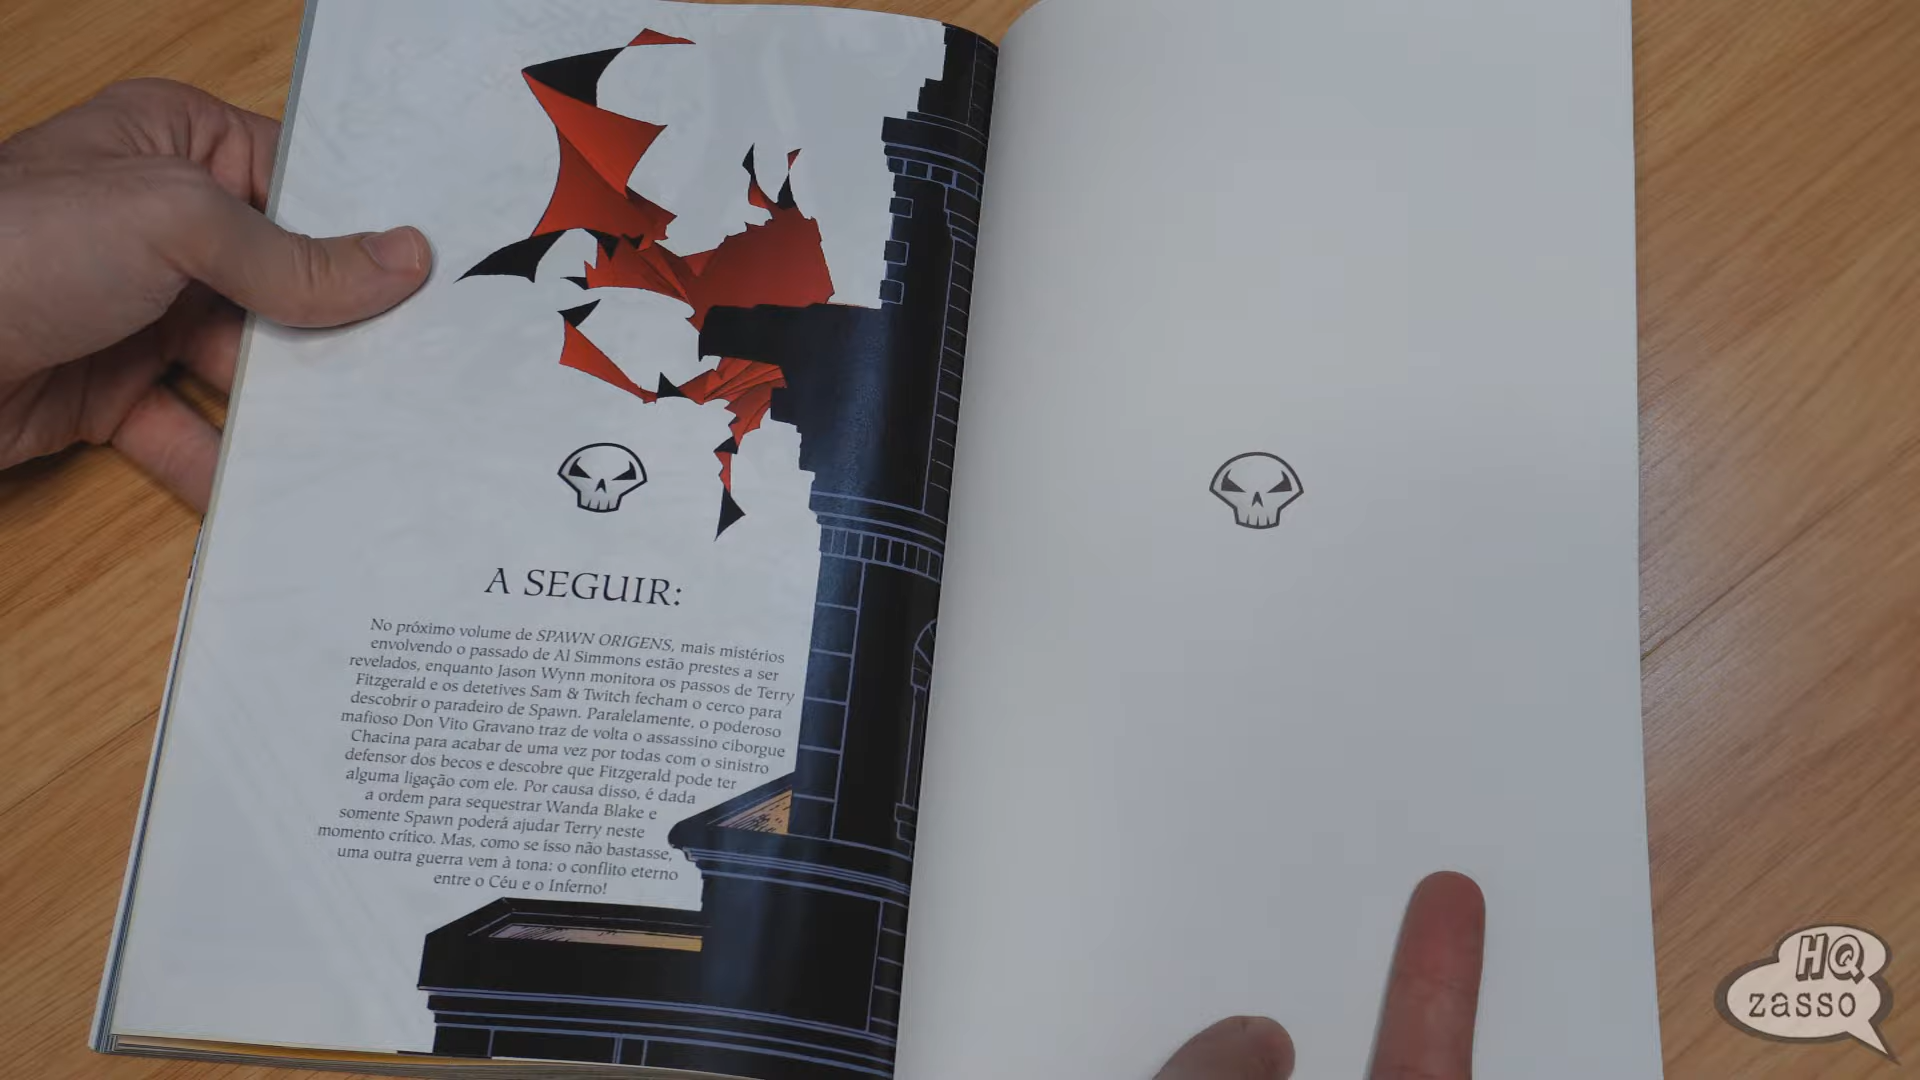 A SEGUIR:
No próximo volume de SPAWN ORIGENS, mais mistérios
envolvendo o passado de Al Simmons estão prestes a ser
revelados, enquanto Jason Wynn monitora os passos de Terry
Fitzgerald e os detetives Sam & Twitch fecham o cerco para
descobrir o paradeiro de Spawn. Paralelamente, o poderoso
mafioso Don Vito Gravano traz de volta o assassino ciborgue
Chacina para acabar de uma vez por todas com o sinistro
defensor dos becos e descobre que Fitzgerald pode ter
alguma ligação com ele. Por causa disso, é dada
a ordem para sequestrar Wanda Blake e
somente Spawn poderá ajudar Terry neste
momento crítico. Mas, como se isso não bastasse,
uma outra guerra vem à tona: o conflito eterno
entre o Céu e o Inferno!
HQ
zasso